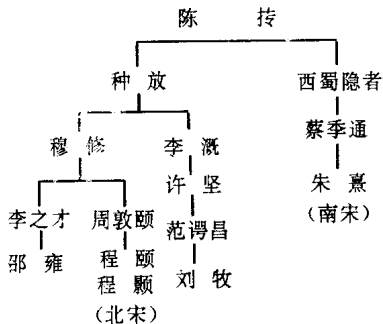 陈 抟
种 放 西蜀隐者
穆 修 李 溉 蔡季通
许 坚 朱 熹
李之才 周敦颐 范谔昌 (南宋)
邵 雍 程 颐 刘 牧
程 颢
(北宋)